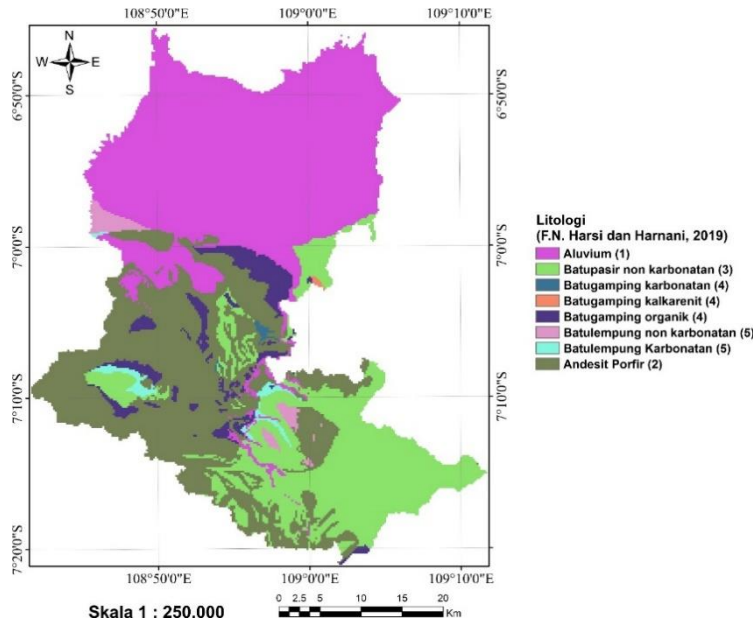 108°50'0"E
109°0'0"E
109°10'0"E
N
W E
S
6°50'0"S
6°50'0"S
7°0'0"S
7°0'0"S
Litologi
(F.N. Harsi dan Harnani, 2019)
Aluvium (1)
Batupasir non karbonatan (3)
Batugamping karbonatan (4)
Batugamping kalkarenit (4)
Batugamping organik (4)
Batulempung non karbonatan (5)
Batulempung Karbonatan (5)
Andesit Porfir (2)
7°10'0"S
7°10'0"S
7°20'0"S
7°20'0"S
108°50'0"E
109°0'0"E
109°10'0"E
Skala 1 : 250.000
0 2.5 5 10 15 20
Km